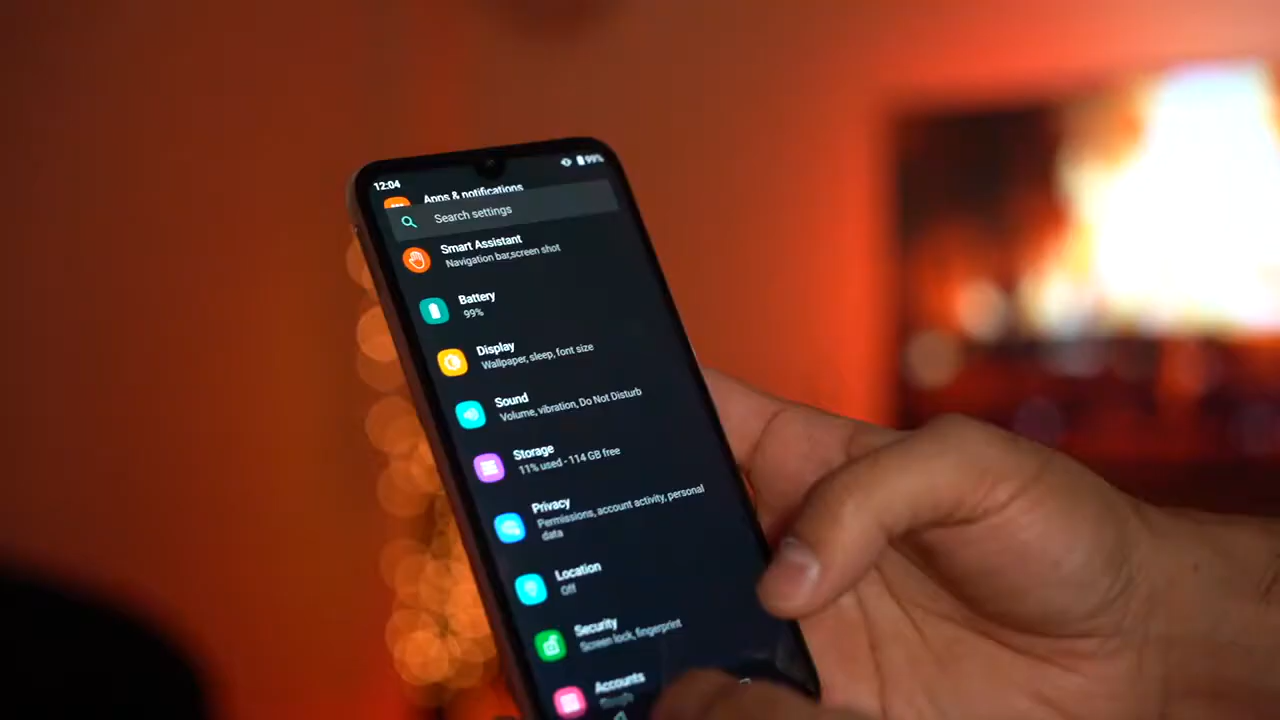 12:04
99%
Apps & notifications
Search settings
Smart Assistant
Navigation bar,screen shot
Battery
99%
Display
Wallpaper, sleep, font size
Sound
Volume, vibration, Do Not Disturb
Storage
11% used - 114 GB free
Privacy
Permissions, account activity, personal
data
Location
Off
Security
Screen lock, fingerprint
Accounts